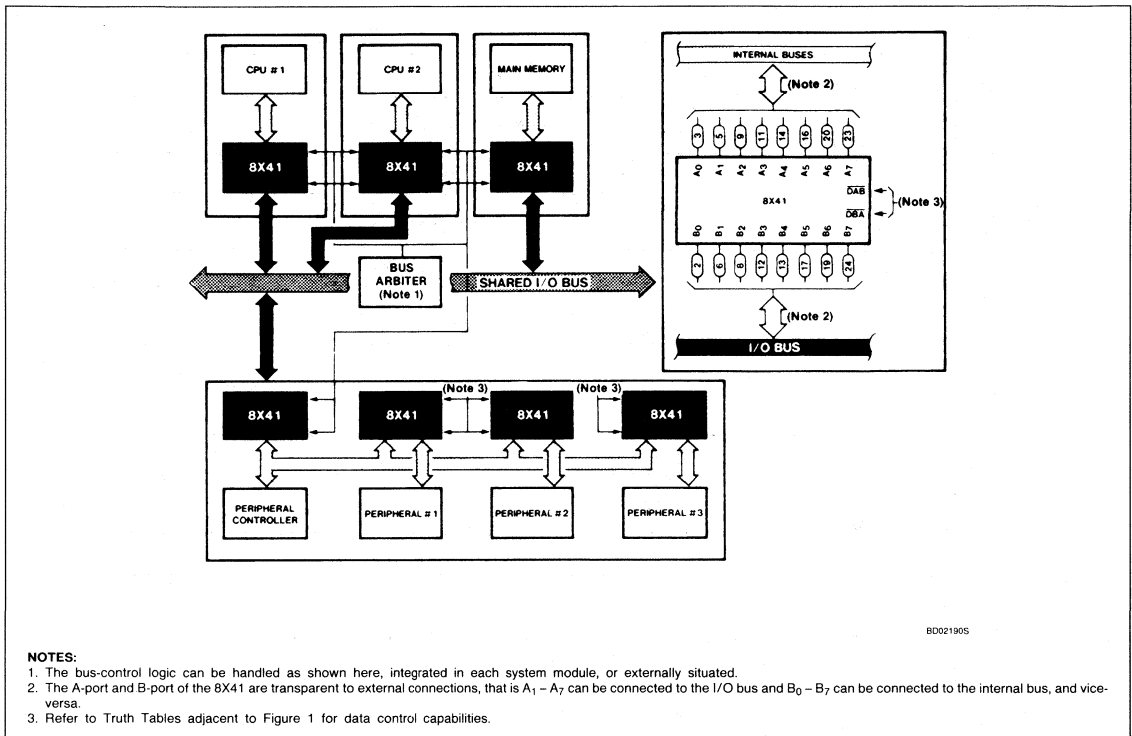 CPU #1
CPU #2
MAIN MEMORY
8X41
8X41
8X41
BUS
ARBITER
(Note 1)
SHARED I/O BUS
(Note 3)
(Note 3)
8X41
8X41
8X41
8X41
PERIPHERAL
CONTROLLER
PERIPHERAL #1
PERIPHERAL #2
PERIPHERAL #3
INTERNAL BUSES
(Note 2)
3 5 9 11 14 16 20 23
A0 A1 A2 A3 A4 A5 A6 A7
DAB
8X41
(Note 3)
DBA
B0 B1 B2 B3 B4 B5 B6 B7
2 6 8 12 13 17 19 24
(Note 2)
I/O BUS
BD02190S
NOTES:
1. The bus-control logic can be handled as shown here, integrated in each system module, or externally situated.
2. The A-port and B-port of the 8X41 are transparent to external connections, that is A1 – A7 can be connected to the I/O bus and B0 – B7 can be connected to the internal bus, and vice-
versa.
3. Refer to Truth Tables adjacent to Figure 1 for data control capabilities.